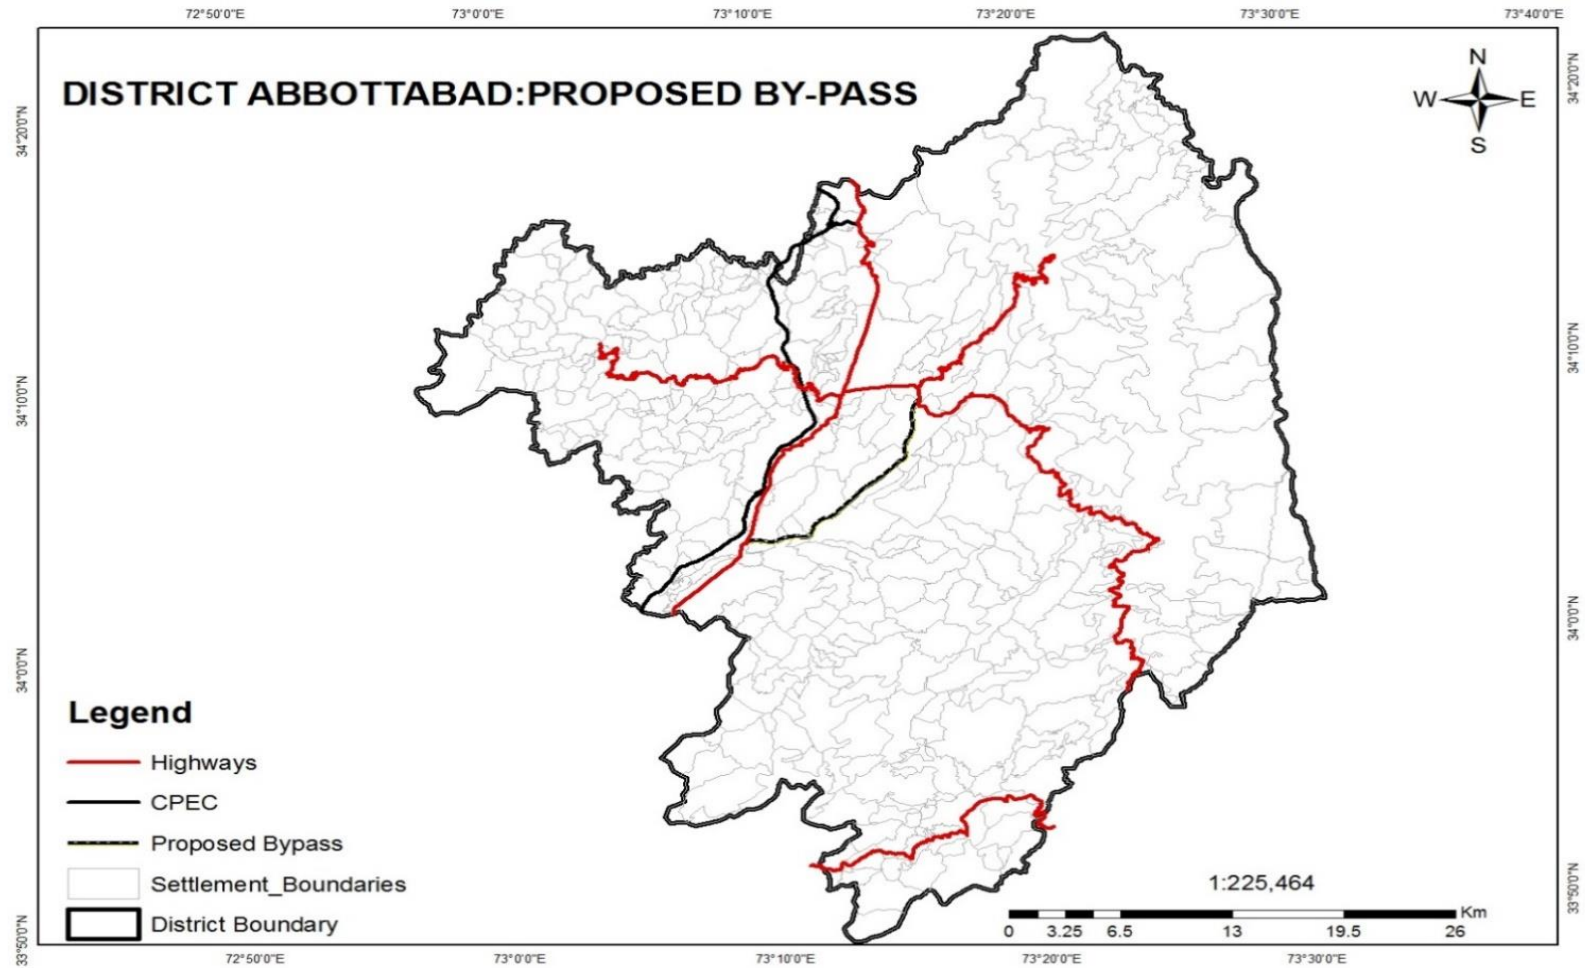 72°50'0"E 73°0'0"E 73°10'0"E 73°20'0"E 73°30'0"E 73°40'0"E
DISTRICT ABBOTTABAD:PROPOSED BY-PASS
N
W E
S
34°20'0"N
34°20'0"N
34°10'0"N
34°10'0"N
34°0'0"N
34°0'0"N
33°50'0"N
33°50'0"N
Legend
Highways
CPEC
Proposed Bypass
Settlement_Boundaries
District Boundary
1:225,464
Km
0 3.25 6.5 13 19.5 26
72°50'0"E 73°0'0"E 73°10'0"E 73°20'0"E 73°30'0"E